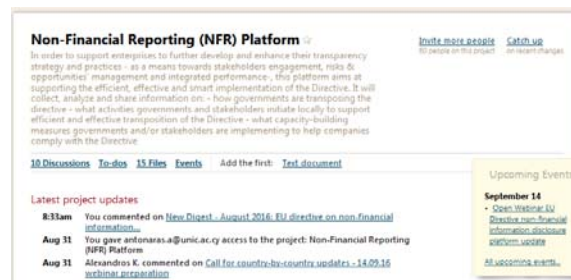 Non-Financial Reporting (NFR) Platform
Invite more people Catch up
60 people on this project on recent changes
In order to support enterprises to further develop and enhance their transparency
strategy and practices - as a means towards stakeholders engagement, risks &
opportunities' management and integrated performance-, this platform aims at
supporting the efficient, effective and smart implementation of the Directive. It will
collect, analyze and share information on: - how governments are transposing the
directive - what activities governments and stakeholders initiate locally to support
efficient and effective transposition of the Directive - what capacity-building
measures governments and/or stakeholders are implementing to help companies
comply with the Directive
10 Discussions To-dos 15 Files Events Add the first: Text document
Latest project updates
8:33am You commented on New Digest - August 2016: EU directive on non-financial
information...
Aug 31 You gave antonaras.a@unic.ac.cy access to the project: Non-Financial Reporting
(NFR) Platform
Aug 31 Alexandros K. commented on Call for country-by-country updates - 14.09.16
webinar preparation
Upcoming Events
September 14
• Open Webinar EU
Directive non-financial
information disclosure
platform update
All upcoming events...